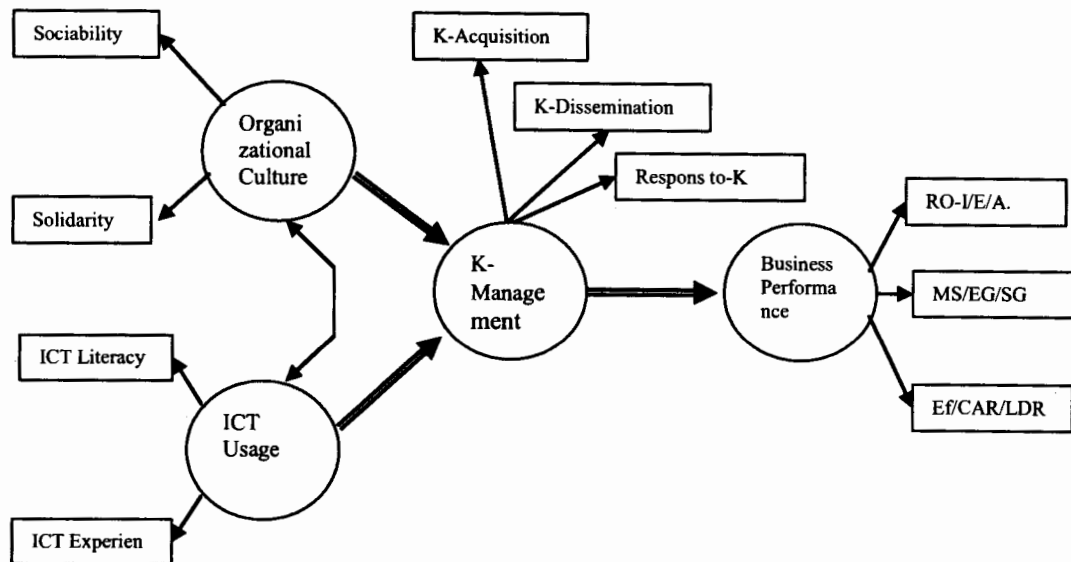 Sociability
K-Acquisition
K-Dissemination
Organi
zational
Culture
Respons to-K
Solidarity
RO-I/E/A.
K-
Manage
ment
Business
Performa
nce
MS/EG/SG
ICT Literacy
ICT
Usage
Ef/CAR/LDR
ICT Experien